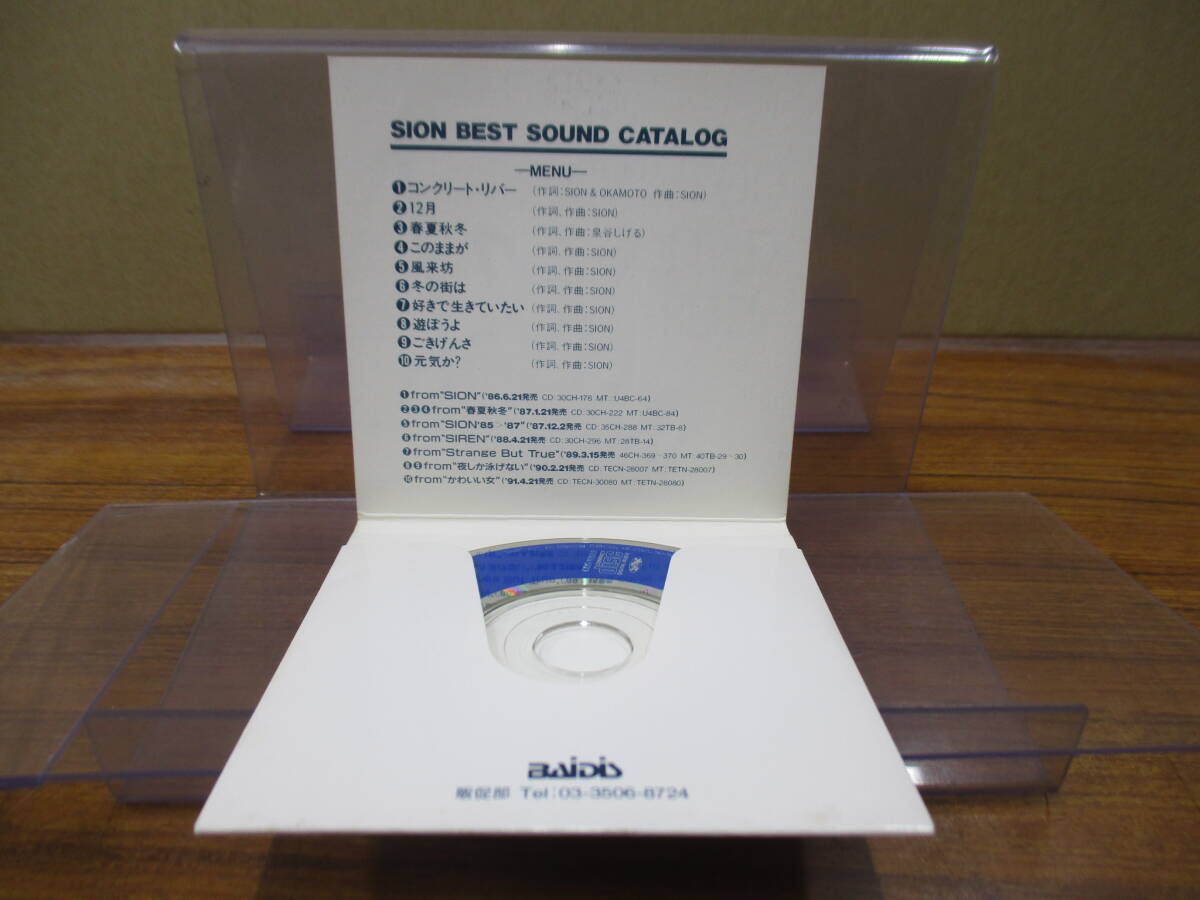 SION BEST SOUND CATALOG
—MENU—
❶コンクリート・リバー (作詞:SION & OKAMOTO 作曲:SION)
❷12月 (作詞.作曲:SION)
❸春夏秋冬 (作詞.作曲:泉谷しげる)
❹このままが (作詞.作曲:SION)
❺風来坊 (作詞.作曲:SION)
❻冬の街は (作詞.作曲:SION)
❼好きで生きていたい (作詞.作曲:SION)
❽遊ぼうよ (作詞.作曲:SION)
❾ごきげんさ (作詞.作曲:SION)
❿元気か? (作詞.作曲:SION)
❶from"SION"('86.6.21発売 CD:30CH-178 MT:U4BC-64)
❷❸❹from"春夏秋冬"('87.1.21発売 CD:30CH-222 MT:U4BC-84)
❺from"SION'85>'87"('87.12.2発売 CD:35CH-288 MT:32TB-8)
❻from"SIREN"('88.4.21発売 CD:30CH-296 MT:28TB-14)
❼from"Strange But True"('89.3.15発売 46CH-369~370 MT:40TB-29~30)
❽❾from"夜しか泳げない"('90.2.21発売 CD:TECN-28007 MT:TETN-28007)
❿from"かわいい女"('91.4.21発売 CD:TECN-30080 MT:TETN-28080)
BAIDIS
販促部 Tel:03-3506-8724